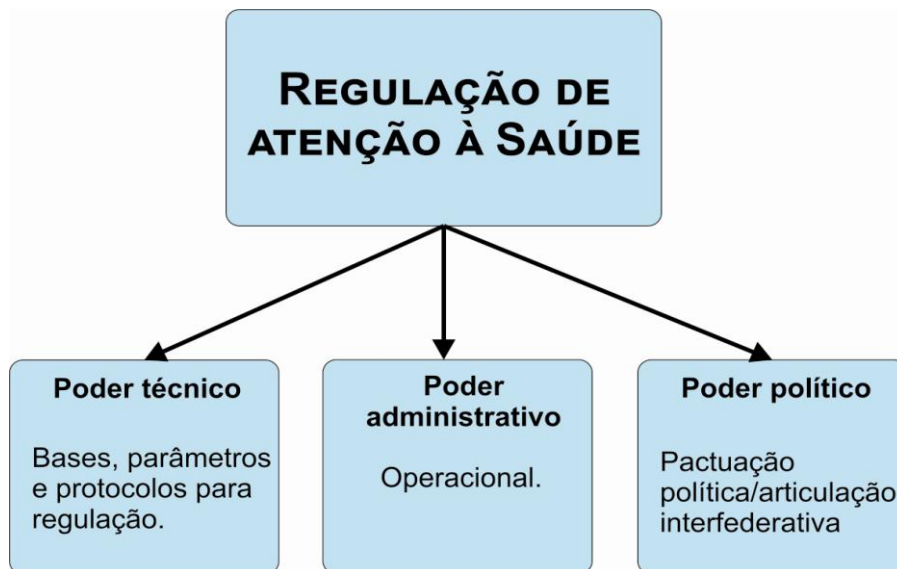 REGULAÇÃO DE
ATENÇÃO À SAÚDE
Poder técnico
Bases, parâmetros
e protocolos para
regulação.
Poder
administrativo
Operacional.
Poder político
Pactuação
política/articulação
interfederativa